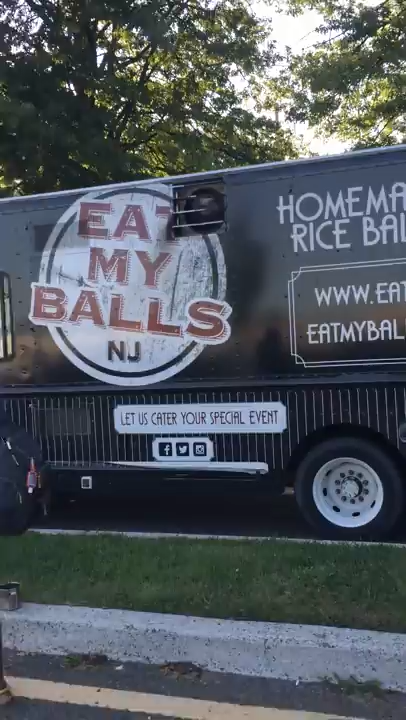 EAT
MY
BALLS
NJ
HOMEMA
RICE BAL
WWW.EAT
EATMYBAL
LET US CATER YOUR SPECIAL EVENT